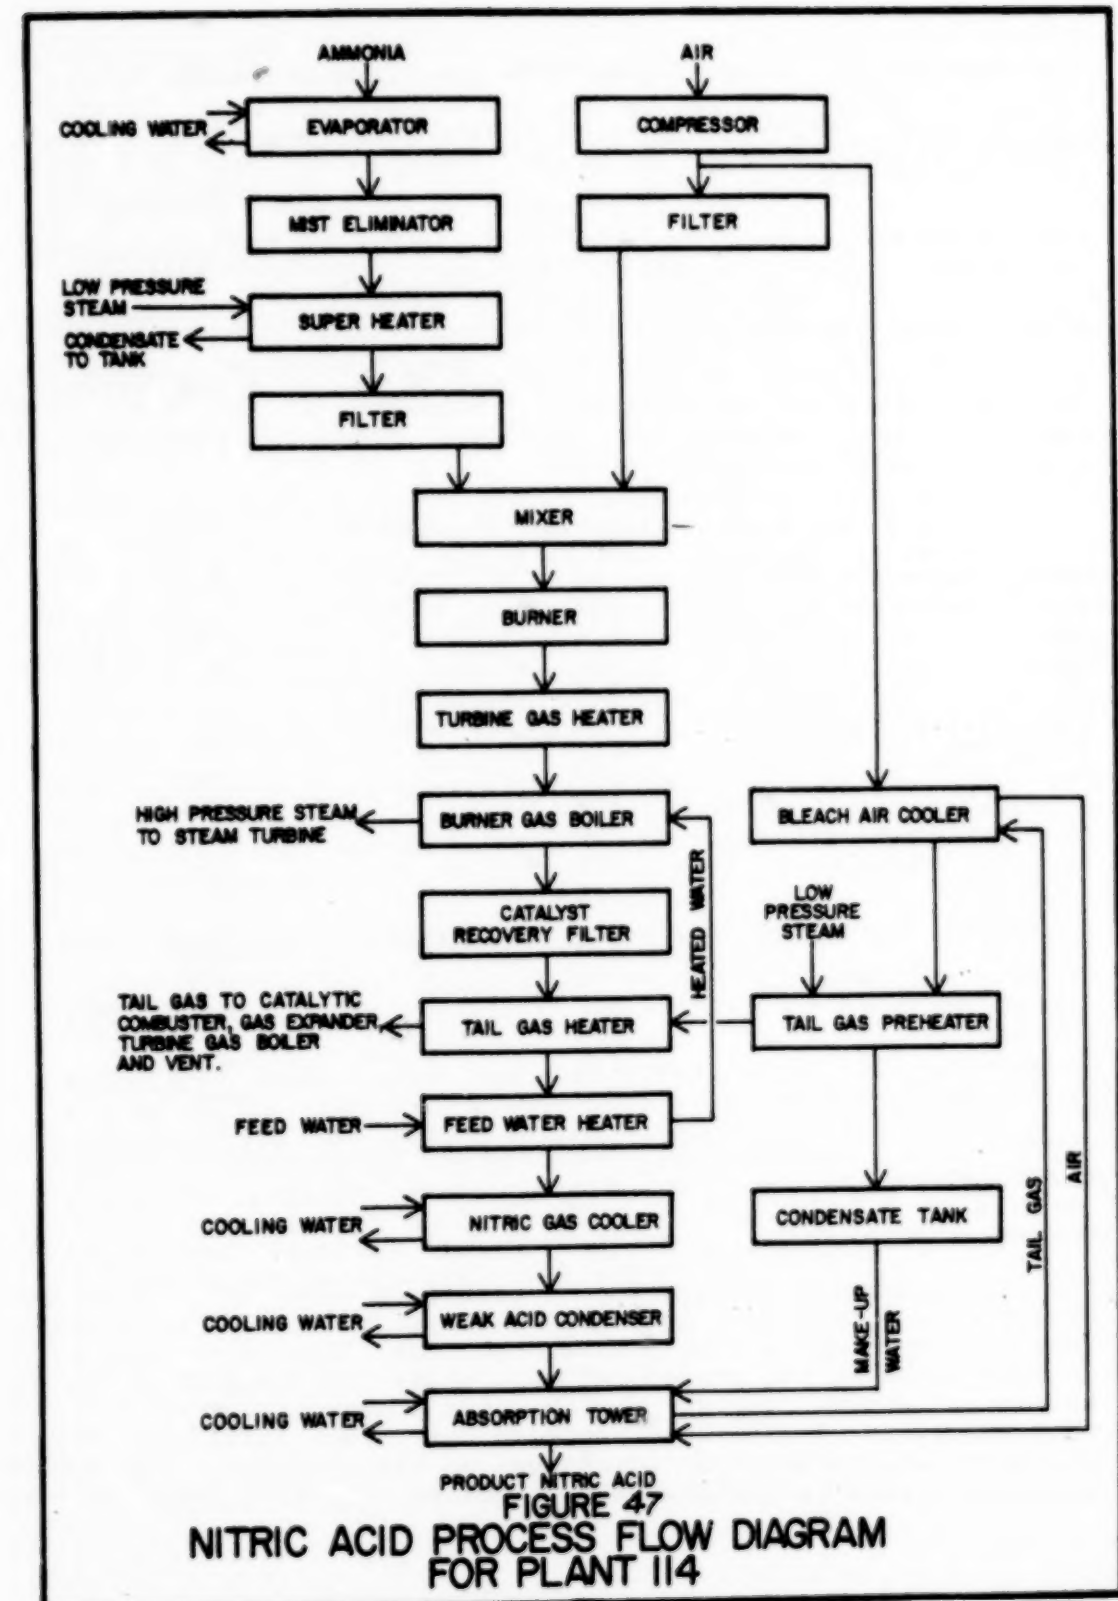 AMMONIA
AIR
COOLING WATER
EVAPORATOR
COMPRESSOR
MIST ELIMINATOR
FILTER
LOW PRESSURE
STEAM
SUPER HEATER
CONDENSATE
TO TANK
FILTER
MIXER
BURNER
TURBINE GAS HEATER
HIGH PRESSURE STEAM
TO STEAM TURBINE
BURNER GAS BOILER
BLEACH AIR COOLER
HEATED WATER
CATALYST
RECOVERY FILTER
LOW
PRESSURE
STEAM
TAIL GAS TO CATALYTIC
COMBUSTER, GAS EXPANDER,
TURBINE GAS BOILER
AND VENT.
TAIL GAS HEATER
TAIL GAS PREHEATER
FEED WATER
FEED WATER HEATER
COOLING WATER
NITRIC GAS COOLER
CONDENSATE TANK
TAIL GAS
AIR
COOLING WATER
WEAK ACID CONDENSER
MAKE-UP
WATER
COOLING WATER
ABSORPTION TOWER
PRODUCT NITRIC ACID
FIGURE 47
NITRIC ACID PROCESS FLOW DIAGRAM
FOR PLANT 114